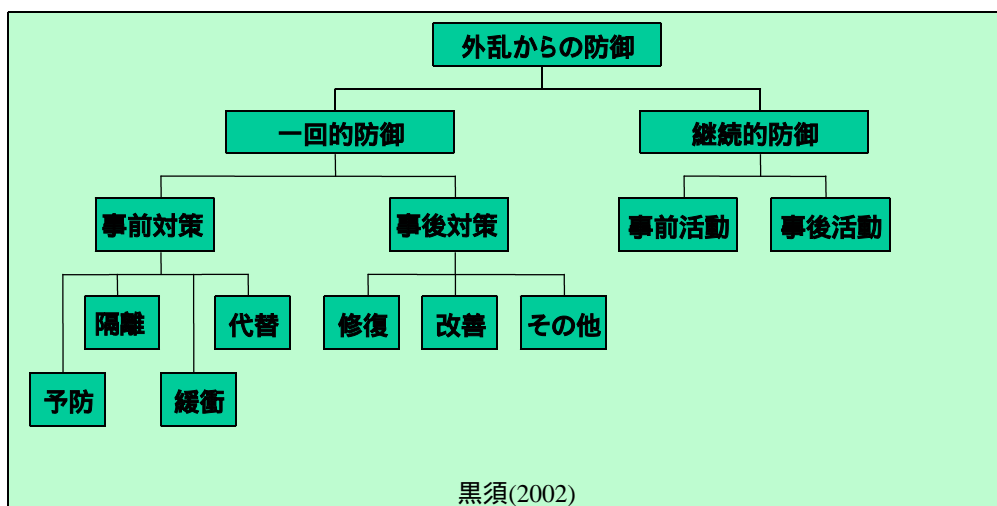 外乱からの防御
一回的防御
継続的防御
事前対策
事後対策
事前活動
事後活動
隔離
代替
修復
改善
その他
予防
緩衝
黒須(2002)